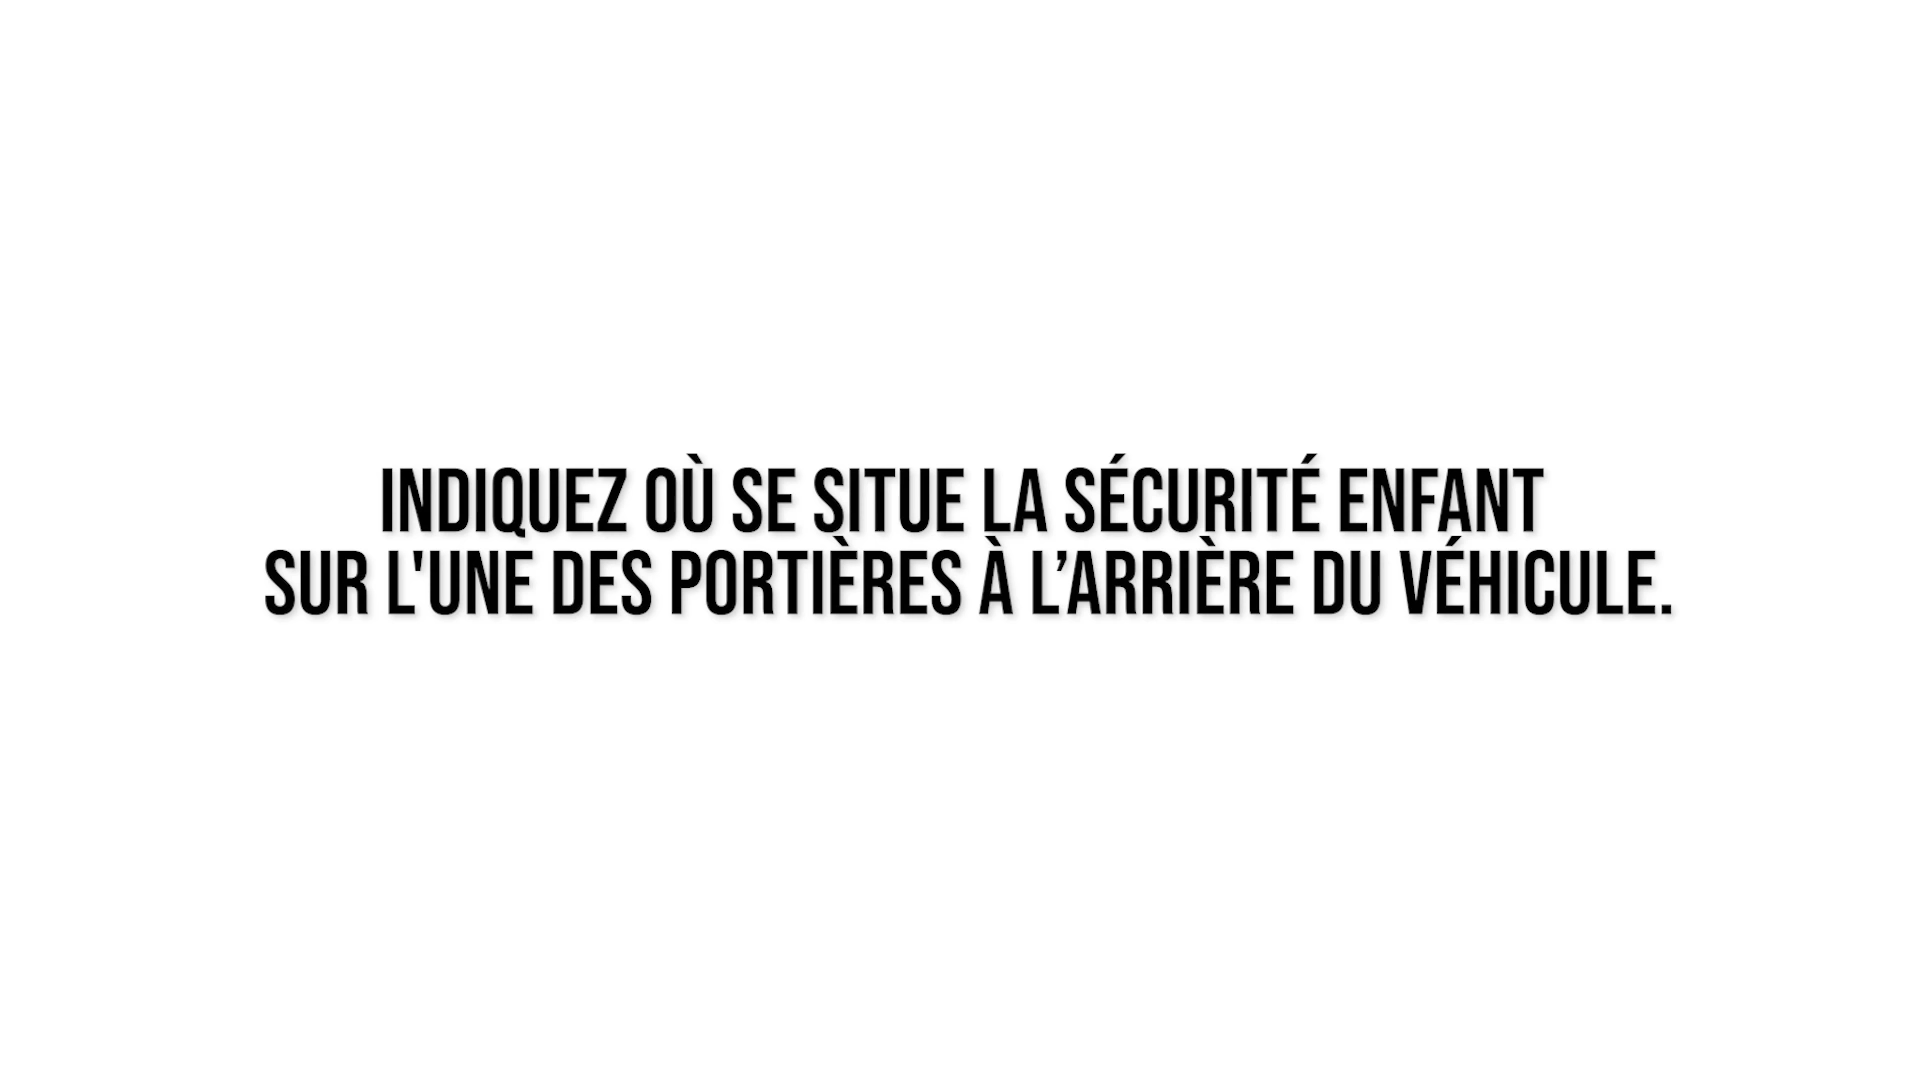 INDIQUEZ OÙ SE SITUE LA SÉCURITÉ ENFANT
SUR L'UNE DES PORTIÈRES À L’ARRIÈRE DU VÉHICULE.